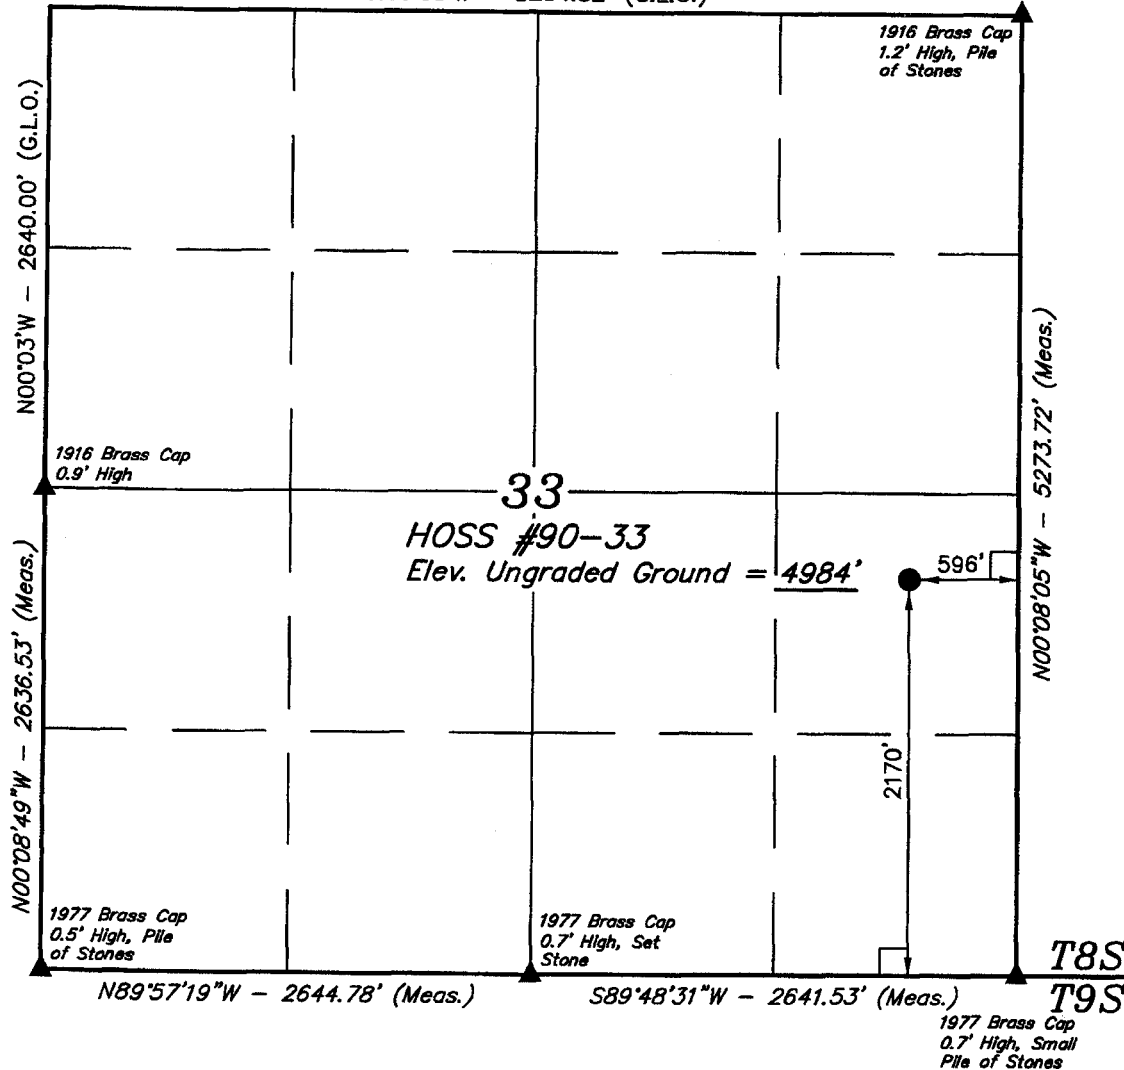 (G.L.O.)
1916 Brass Cap
1.2' High, Pile
of Stones
N00°03'W – 2640.00' (G.L.O.)
1916 Brass Cap
0.9' High
N00°08'05"W – 5273.72' (Meas.)
33
HOSS #90-33
Elev. Ungraded Ground = 4984'
596'
N00°08'49"W – 2636.53' (Meas.)
2170'
1977 Brass Cap
0.5' High, Pile
of Stones
1977 Brass Cap
0.7' High, Set
Stone
T8S
N89°57'19"W – 2644.78' (Meas.)
S89°48'31"W – 2641.53' (Meas.)
T9S
1977 Brass Cap
0.7' High, Small
Pile of Stones